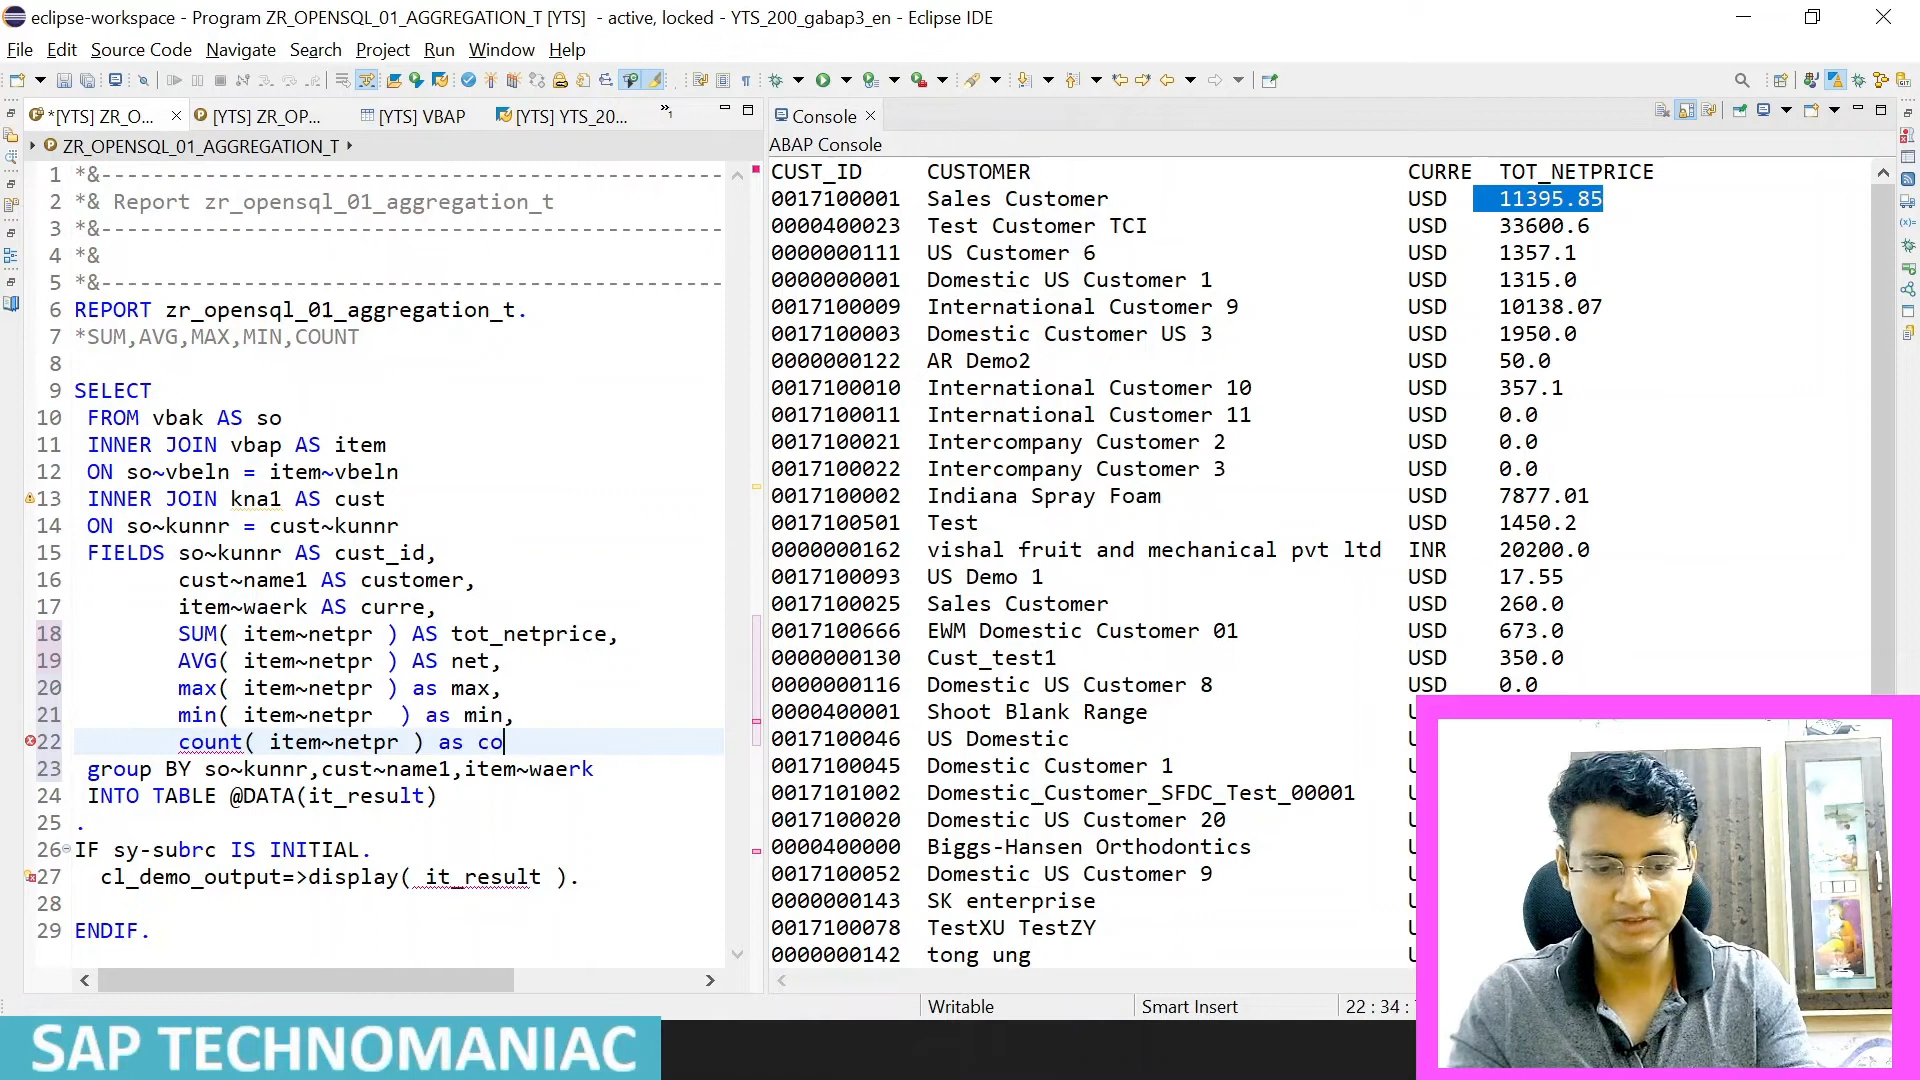 eclipse-workspace - Program ZR_OPENSQL_01_AGGREGATION_T [YTS]  - active, locked - YTS_200_gabap3_en - Eclipse IDE
File Edit Source Code Navigate Search Project Run Window Help
*[YTS] ZR_O... [YTS] ZR_OP... [YTS] VBAP [YTS] YTS_20... »1
ZR_OPENSQL_01_AGGREGATION_T
1 *&---------------------------------------------
2 *& Report zr_opensql_01_aggregation_t
3 *&---------------------------------------------
4 *&
5 *&---------------------------------------------
6 REPORT zr_opensql_01_aggregation_t.
7 *SUM,AVG,MAX,MIN,COUNT
8
9 SELECT
10 FROM vbak AS so
11 INNER JOIN vbap AS item
12 ON so~vbeln = item~vbeln
13 INNER JOIN kna1 AS cust
14 ON so~kunnr = cust~kunnr
15 FIELDS so~kunnr AS cust_id,
16 cust~name1 AS customer,
17 item~waerk AS curre,
18 SUM( item~netpr ) AS tot_netprice,
19 AVG( item~netpr ) AS net,
20 max( item~netpr ) as max,
21 min( item~netpr  ) as min,
22 count( item~netpr ) as co
23 group BY so~kunnr,cust~name1,item~waerk
24 INTO TABLE @DATA(it_result)
25 .
26 IF sy-subrc IS INITIAL.
27 cl_demo_output=>display( it_result ).
28
29 ENDIF.
Console
ABAP Console
CUST_ID CUSTOMER CURRE TOT_NETPRICE
0017100001 Sales Customer USD 11395.85
0000400023 Test Customer TCI USD 33600.6
0000000111 US Customer 6 USD 1357.1
0000000001 Domestic US Customer 1 USD 1315.0
0017100009 International Customer 9 USD 10138.07
0017100003 Domestic Customer US 3 USD 1950.0
0000000122 AR Demo2 USD 50.0
0017100010 International Customer 10 USD 357.1
0017100011 International Customer 11 USD 0.0
0017100021 Intercompany Customer 2 USD 0.0
0017100022 Intercompany Customer 3 USD 0.0
0017100002 Indiana Spray Foam USD 7877.01
0017100501 Test USD 1450.2
0000000162 vishal fruit and mechanical pvt ltd INR 20200.0
0017100093 US Demo 1 USD 17.55
0017100025 Sales Customer USD 260.0
0017100666 EWM Domestic Customer 01 USD 673.0
0000000130 Cust_test1 USD 350.0
0000000116 Domestic US Customer 8 USD 0.0
0000400001 Shoot Blank Range
0017100046 US Domestic
0017100045 Domestic Customer 1
0017101002 Domestic_Customer_SFDC_Test_00001
0017100020 Domestic US Customer 20
0000400000 Biggs-Hansen Orthodontics
0017100052 Domestic US Customer 9
0000000143 SK enterprise
0017100078 TestXU TestZY
0000000142 tong ung
Writable Smart Insert 22 : 34 :
SAP TECHNOMANIAC